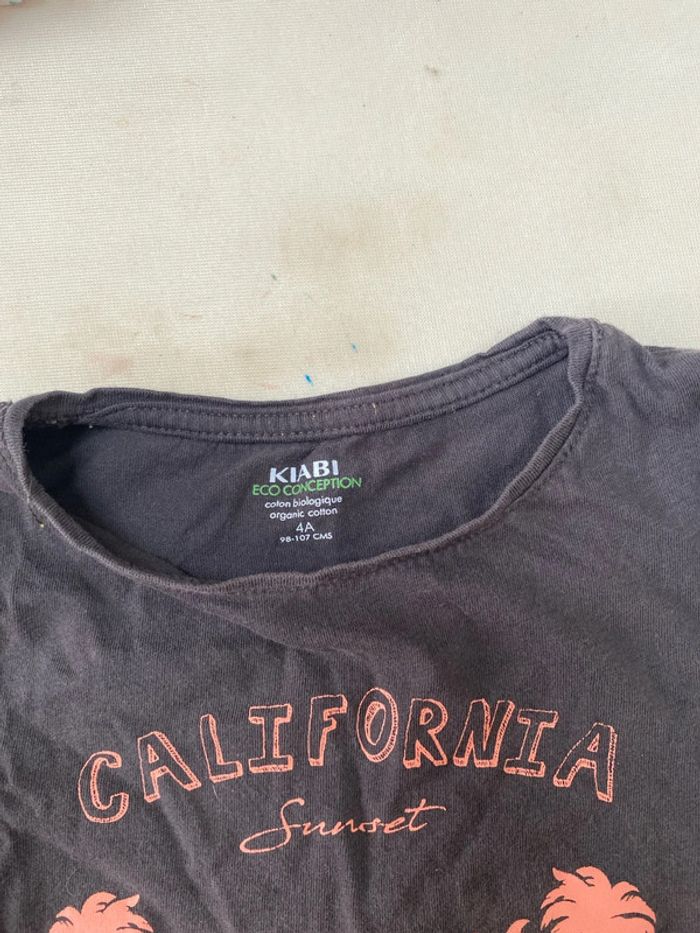 KIABI
ECO CONCEPTION
coton biologique
organic cotton
4A
98-107 CMS
CALIFORNIA
Sunset